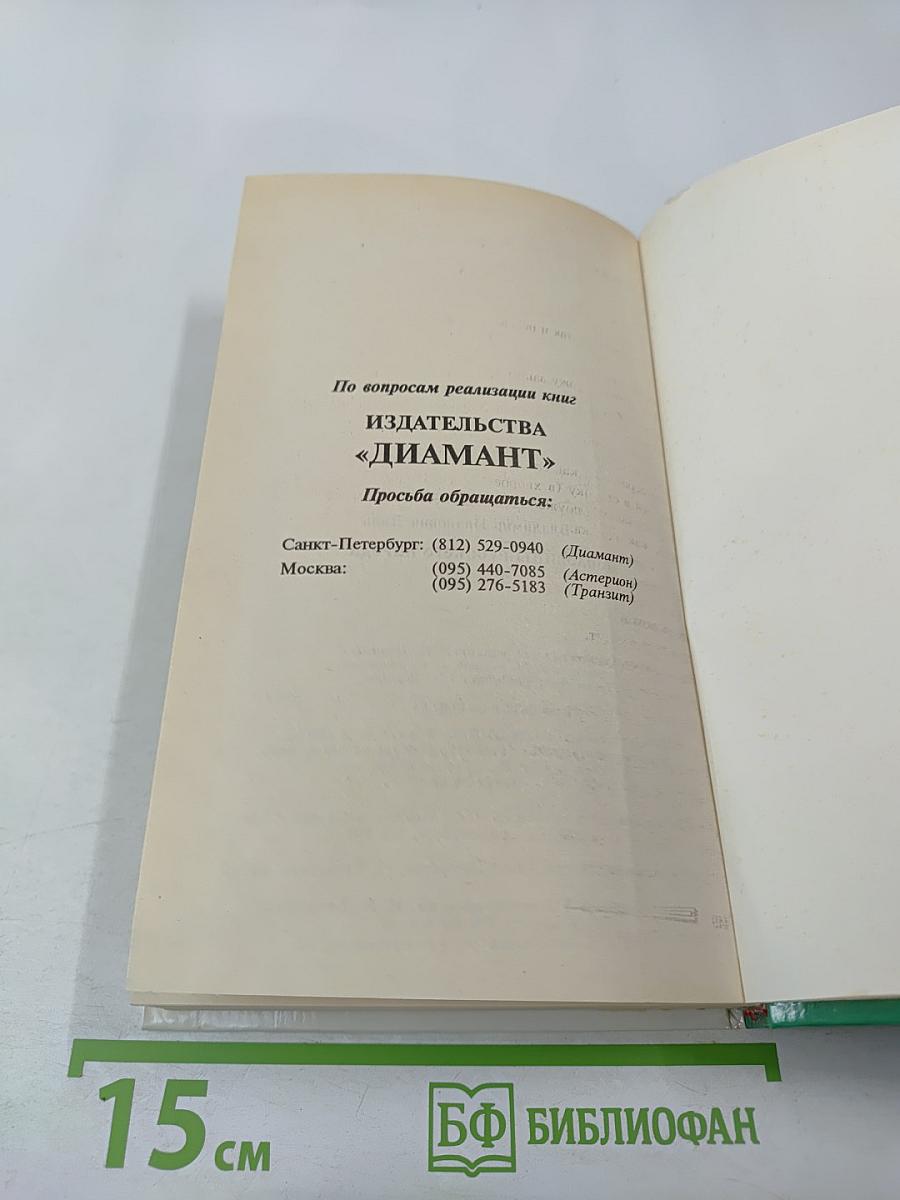 По вопросам реализации книг
ИЗДАТЕЛЬСТВА
«ДИАМАНТ»
Просьба обращаться:
Санкт-Петербург: (812) 529-0940 (Диамант)
Москва: (095) 440-7085 (Астерион)
(095) 276-5183 (Транзит)
15 см
БФ БИБЛИОФАН